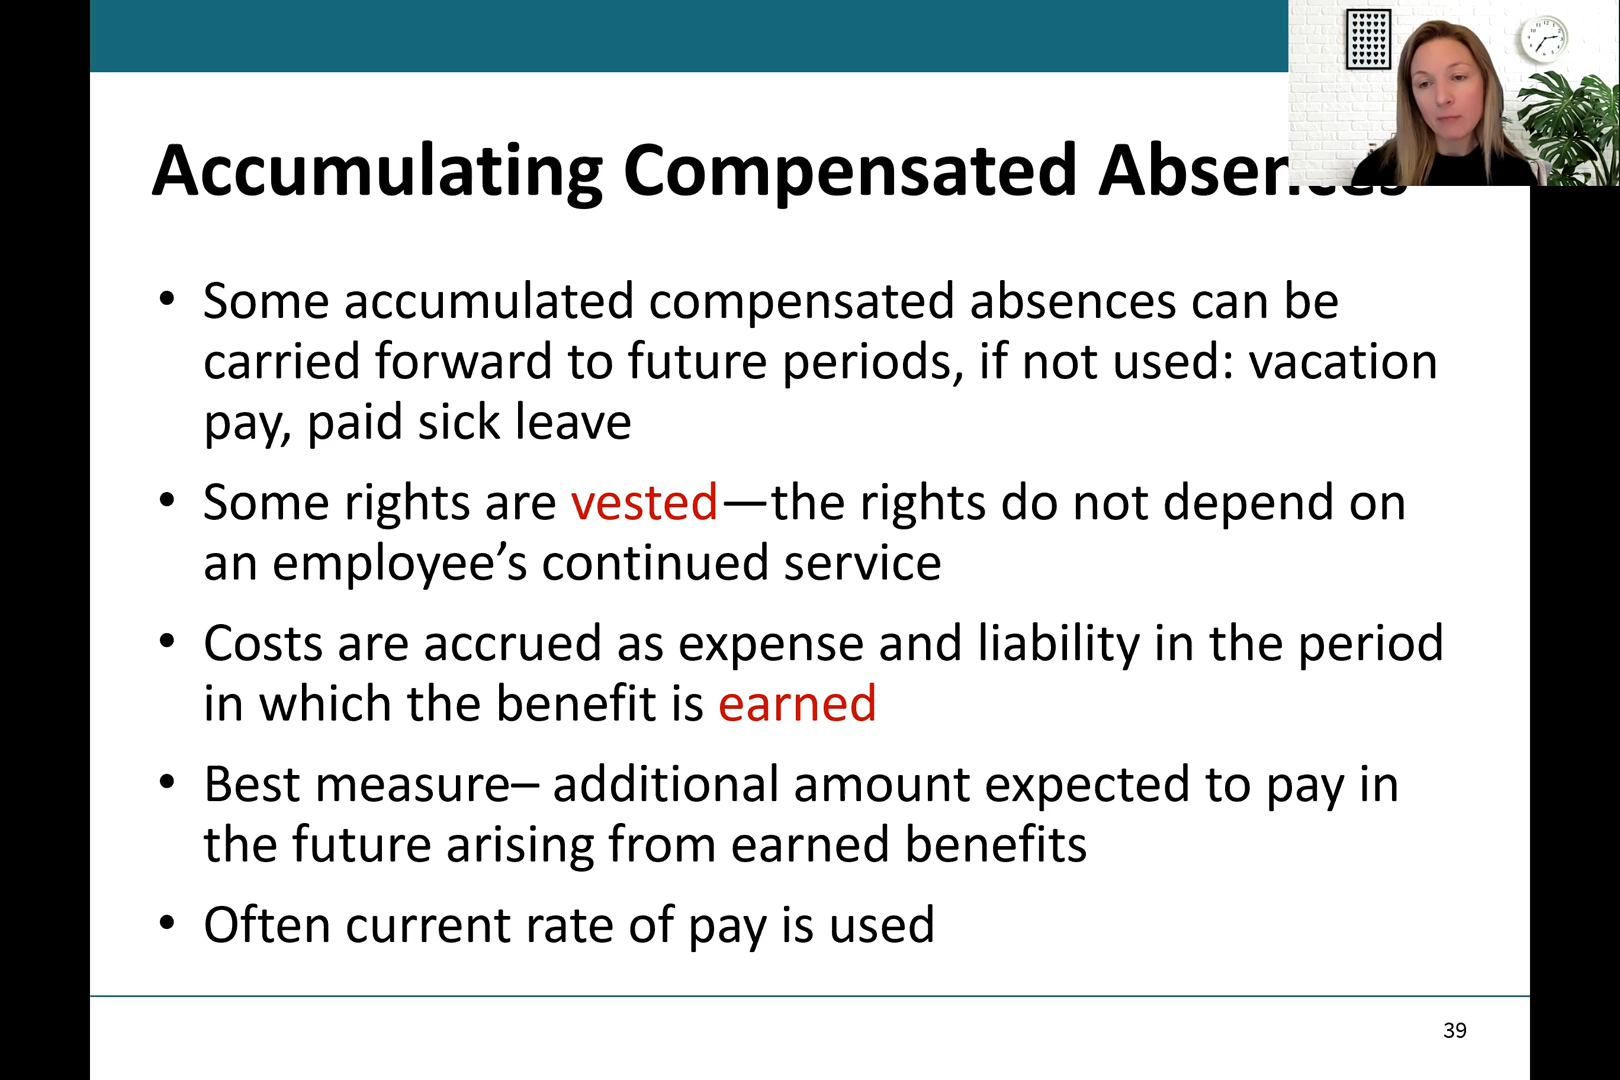 Accumulating Compensated Absences
• Some accumulated compensated absences can be
carried forward to future periods, if not used: vacation
pay, paid sick leave
• Some rights are vested—the rights do not depend on
an employee’s continued service
• Costs are accrued as expense and liability in the period
in which the benefit is earned
• Best measure– additional amount expected to pay in
the future arising from earned benefits
• Often current rate of pay is used
39